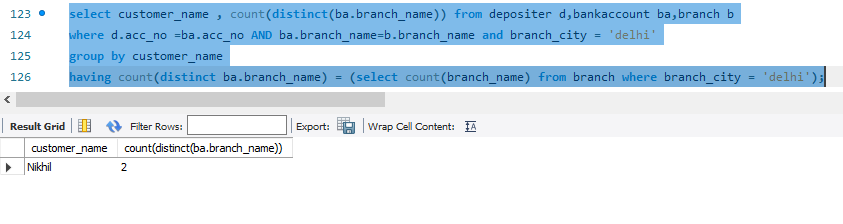 123 select customer_name , count(distinct(ba.branch_name)) from depositer d,bankaccount ba,branch b
124 where d.acc_no =ba.acc_no AND ba.branch_name=b.branch_name and branch_city = 'delhi'
125 group by customer_name
126 having count(distinct ba.branch_name) = (select count(branch_name) from branch where branch_city = 'delhi');
Result Grid Filter Rows: Export: Wrap Cell Content:
customer_name count(distinct(ba.branch_name))
Nikhil 2